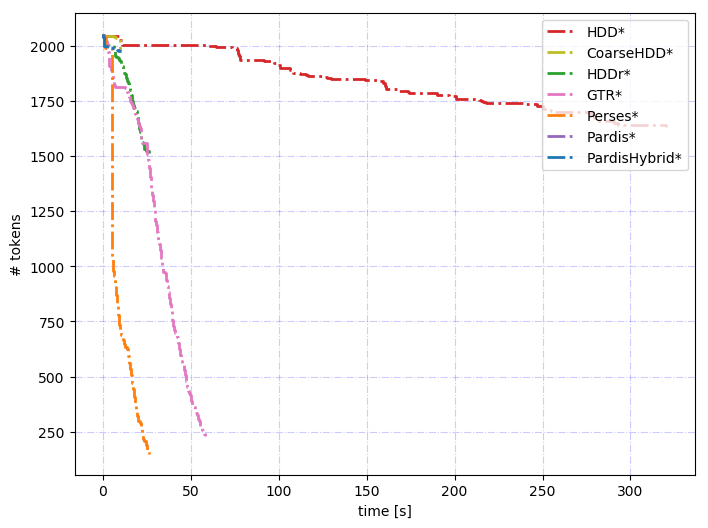 # tokens
2000
1750
1500
1250
1000
750
500
250
0
50
100
150
200
250
300
time [s]
HDD*
CoarseHDD*
HDDr*
GTR*
Perses*
Pardis*
PardisHybrid*